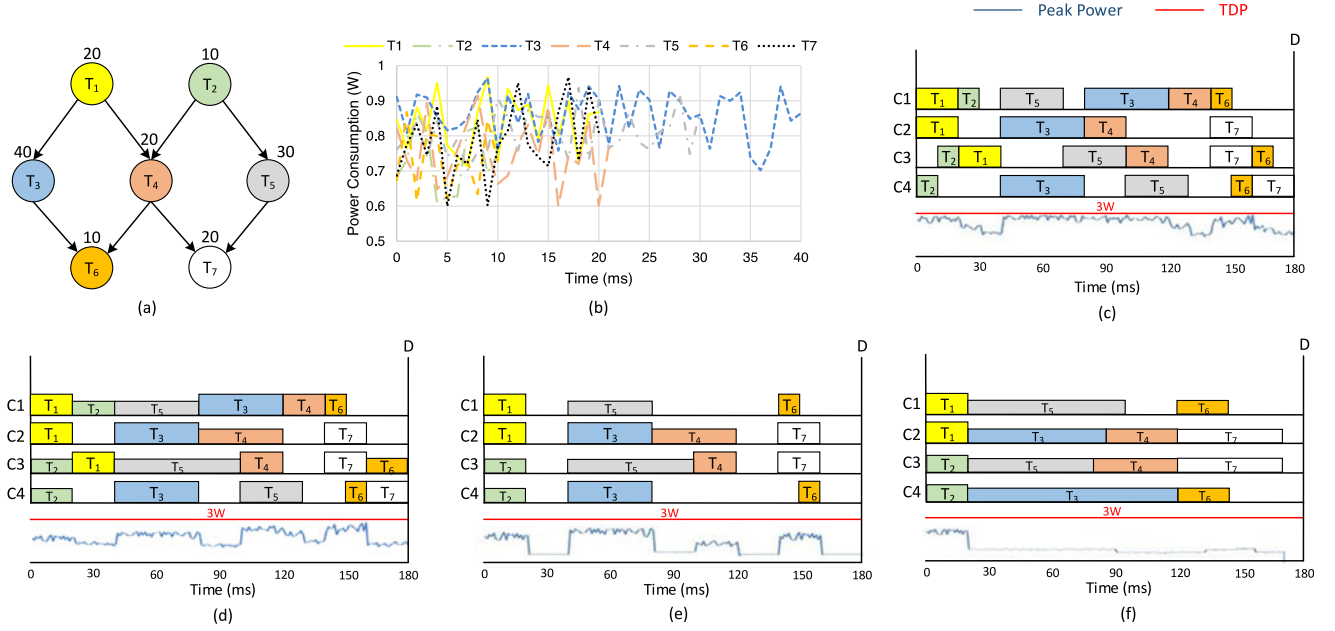 Peak Power TDP
20 10
T1 T2
40 20 30
T3 T4 T5
10 20
T6 T7
(a)
T1 T2 T3 T4 T5 T6 T7
Power Consumption (W)
1
0.9
0.8
0.7
0.6
0.5
0 5 10 15 20 25 30 35 40
Time (ms)
(b)
D
C1 T1 T2 T5 T3 T4 T6
C2 T1 T3 T4 T7
C3 T2 T1 T5 T4 T7 T6
C4 T2 T3 T5 T6 T7
3W
0 30 60 90 120 150 180
Time (ms)
(c)
D
C1 T1 T2 T5 T3 T4 T6
C2 T1 T3 T4 T7
C3 T2 T1 T5 T4 T7 T6
C4 T2 T3 T5 T6 T7
3W
0 30 60 90 120 150 180
Time (ms)
(d)
D
C1 T1 T5 T6
C2 T1 T3 T4 T7
C3 T2 T5 T4 T7
C4 T2 T3 T6
3W
0 30 60 90 120 150 180
Time (ms)
(e)
D
C1 T1 T5 T6
C2 T1 T3 T4 T7
C3 T2 T5 T4 T7
C4 T2 T3 T6
3W
0 30 60 90 120 150 180
Time (ms)
(f)